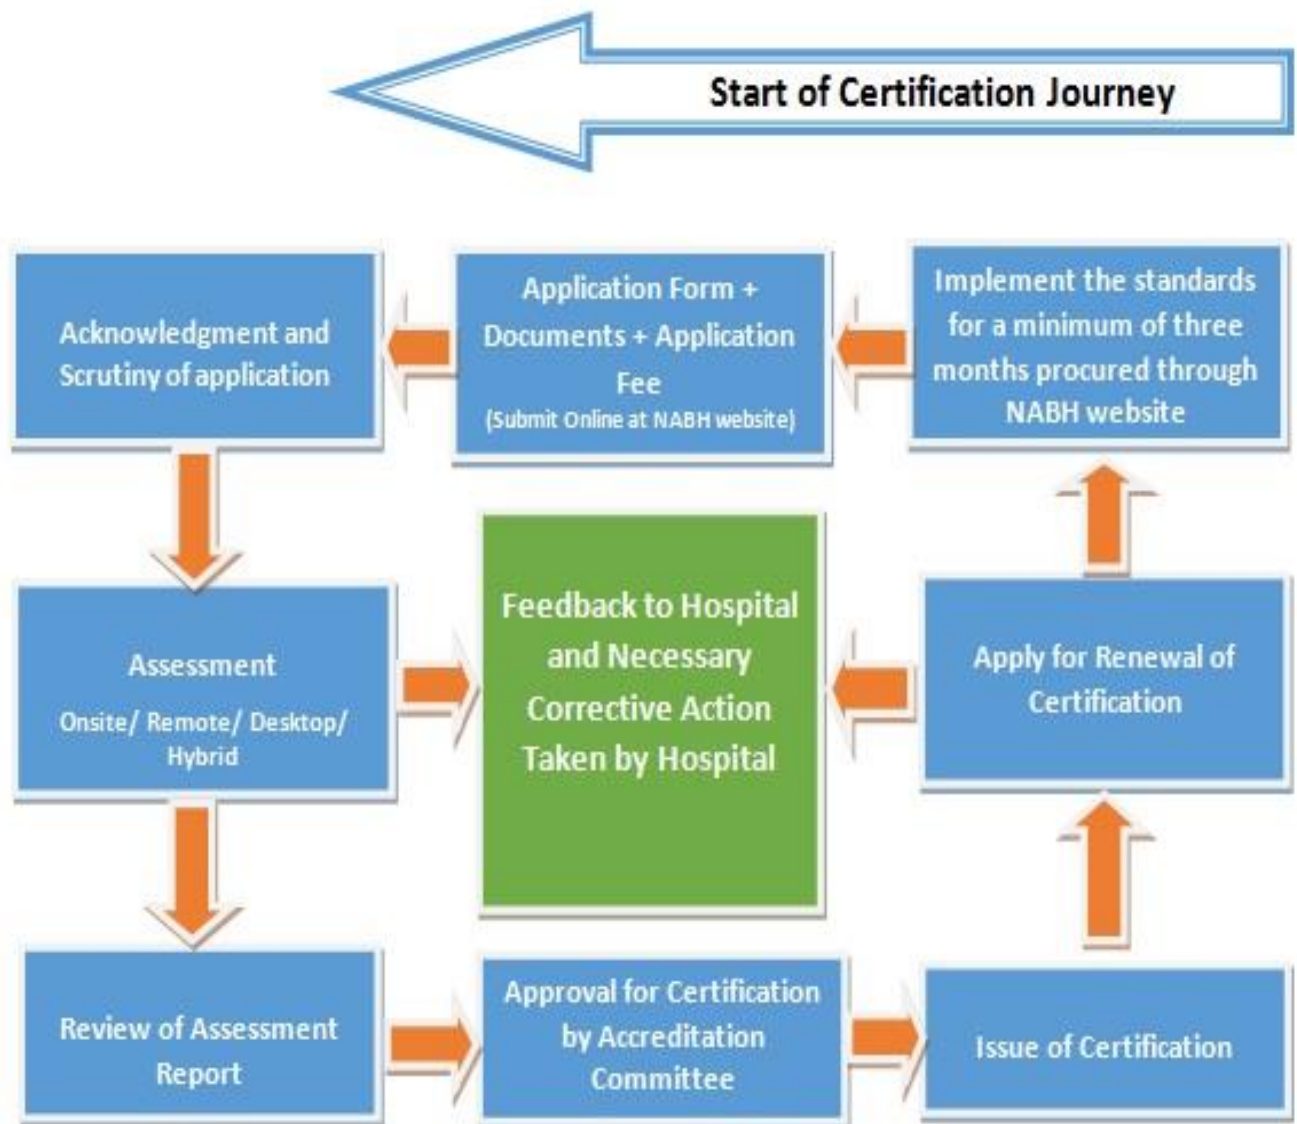 Start of Certification Journey
Acknowledgment and
Scrutiny of application
Application Form +
Documents + Application
Fee
(Submit Online at NABH website)
Implement the standards
for a minimum of three
months procured through
NABH website
Assessment
Onsite/ Remote/ Desktop/
Hybrid
Feedback to Hospital
and Necessary
Corrective Action
Taken by Hospital
Apply for Renewal of
Certification
Review of Assessment
Report
Approval for Certification
by Accreditation
Committee
Issue of Certification